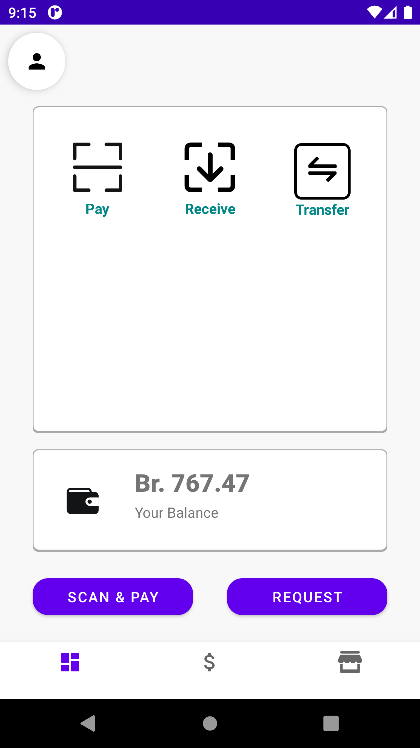 9:15
Pay
Receive
Transfer
Br. 767.47
Your Balance
SCAN & PAY
REQUEST